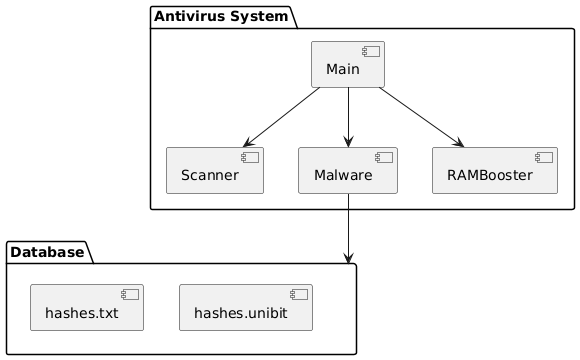 Antivirus System
Main
Scanner
Malware
RAMBooster
Database
hashes.txt
hashes.unibit